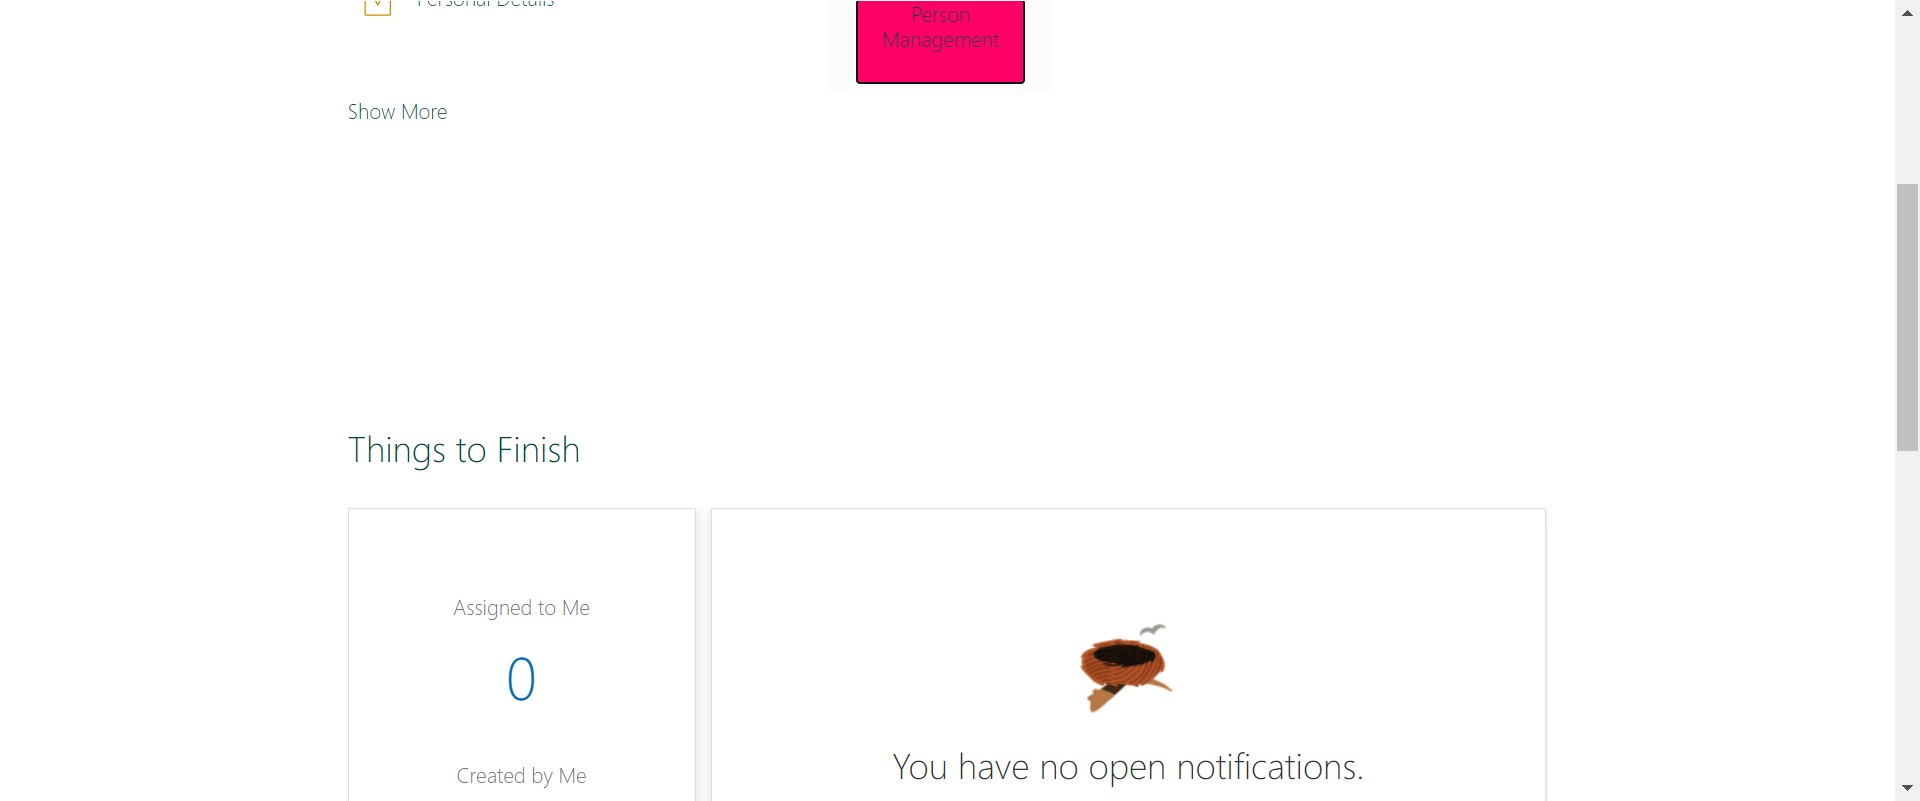 Personal Details
Person
Management
Show More
Things to Finish
Assigned to Me
0
Created by Me
You have no open notifications.